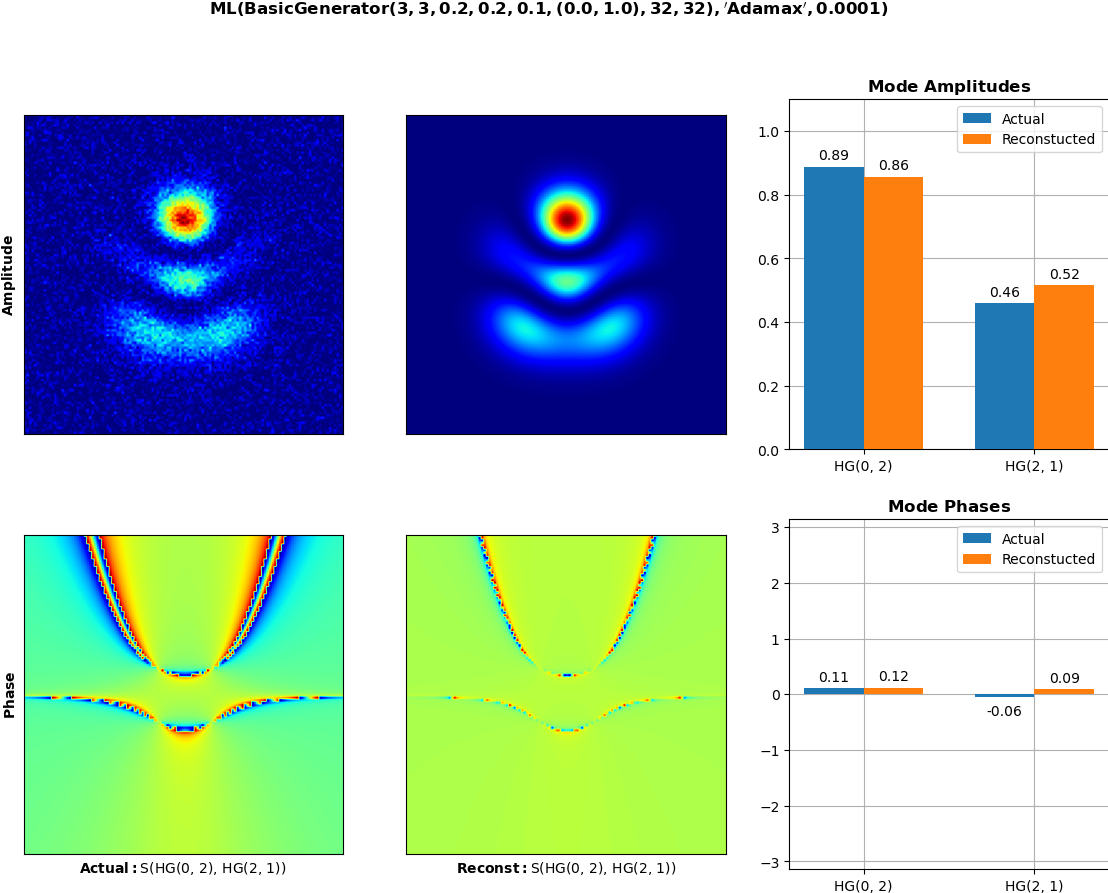 ML(BasicGenerator(3, 3, 0.2, 0.2, 0.1, (0.0, 1.0), 32, 32), ′Adamax′, 0.0001)
Amplitude
Mode Amplitudes
Actual
Reconstucted
1.0
0.8
0.6
0.4
0.2
0.0
0.89
0.86
0.46
0.52
HG(0, 2)
HG(2, 1)
Phase
Actual: S(HG(0, 2), HG(2, 1))
Reconst: S(HG(0, 2), HG(2, 1))
Mode Phases
Actual
Reconstucted
3
2
1
0
−1
−2
−3
0.11
0.12
-0.06
0.09
HG(0, 2)
HG(2, 1)